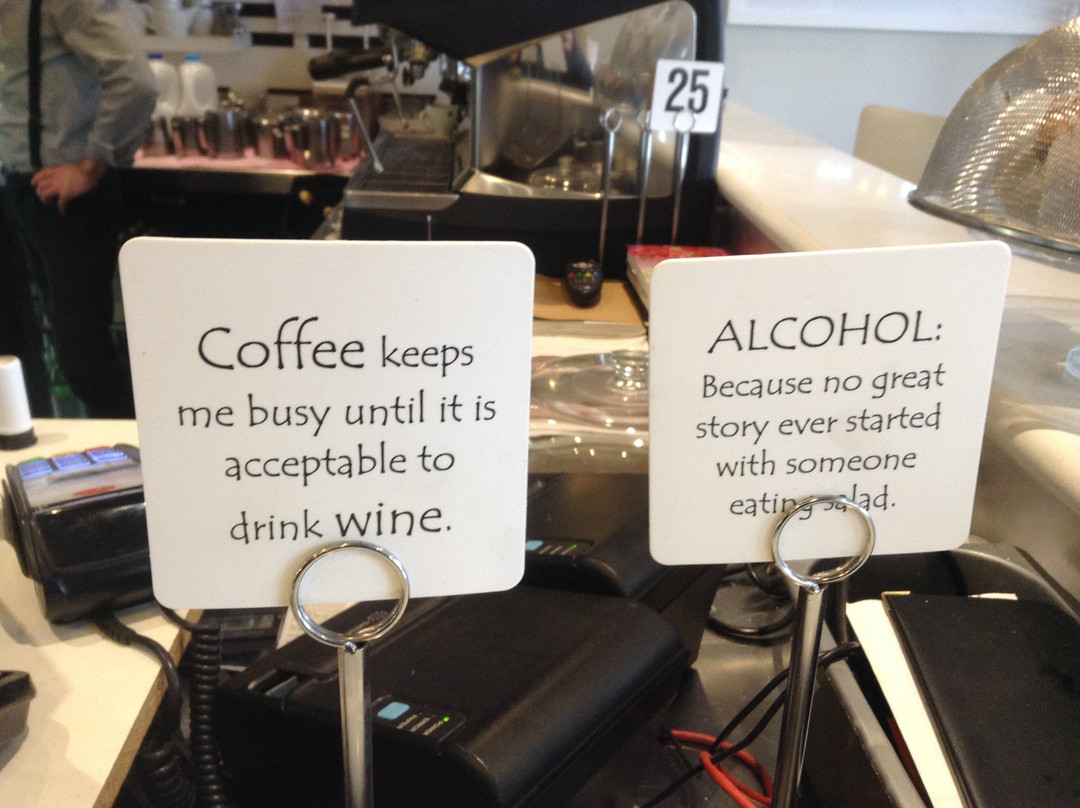 25
Coffee keeps
me busy until it is
acceptable to
drink wine.
ALCOHOL:
Because no great
story ever started
with someone
eating salad.